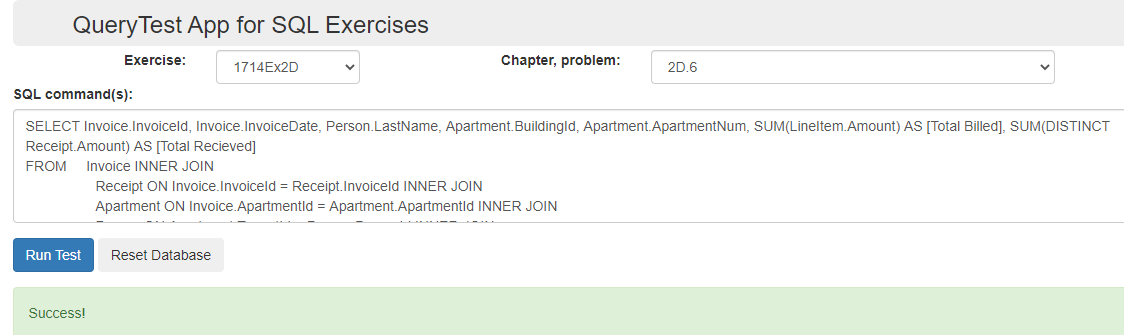 QueryTest App for SQL Exercises
Exercise: 1714Ex2D Chapter, problem: 2D.6
SQL command(s):
SELECT Invoice.InvoiceId, Invoice.InvoiceDate, Person.LastName, Apartment.BuildingId, Apartment.ApartmentNum, SUM(LineItem.Amount) AS [Total Billed], SUM(DISTINCT
Receipt.Amount) AS [Total Recieved]
FROM Invoice INNER JOIN
Receipt ON Invoice.InvoiceId = Receipt.InvoiceId INNER JOIN
Apartment ON Invoice.ApartmentId = Apartment.ApartmentId INNER JOIN
Run Test Reset Database
Success!